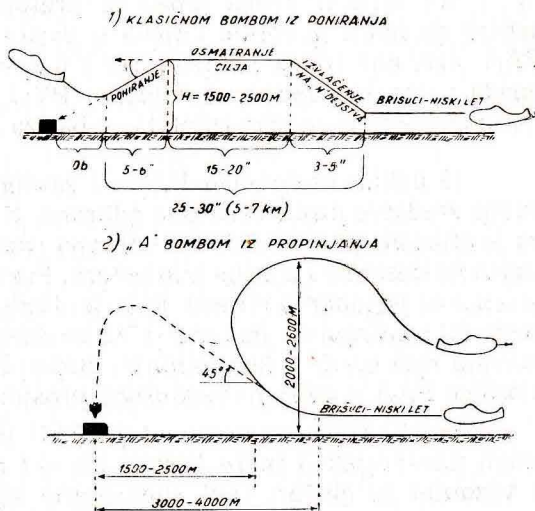 1) KLASIČNOM BOMBOM IZ PONIRANJA
OSMATRANJE
CILJA
PONIRANJE
H = 1500-2500 M
IZVLAČENJE
NA H DEJSTVA
BRISUĆI-NISKI LET
Ob
5-6"
15-20"
3-5"
25-30" (5-7 KM)
2) „A" BOMBOM IZ PROPINJANJA
2000-2600 M
45°
BRISUĆI-NISKI LET
1500-2500 M
3000-4000 M